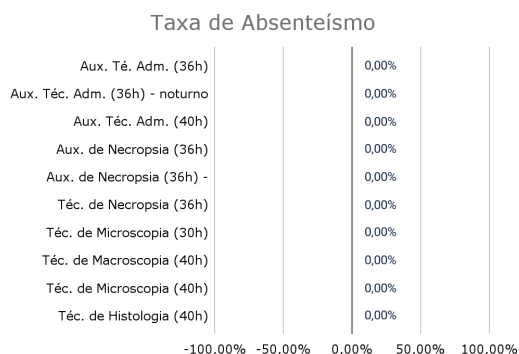 Taxa de Absenteísmo
Aux. Té. Adm. (36h) 0,00%
Aux. Téc. Adm. (36h) - noturno 0,00%
Aux. Téc. Adm. (40h) 0,00%
Aux. de Necropsia (36h) 0,00%
Aux. de Necropsia (36h) - 0,00%
Téc. de Necropsia (36h) 0,00%
Téc. de Microscopia (30h) 0,00%
Téc. de Macroscopia (40h) 0,00%
Téc. de Microscopia (40h) 0,00%
Téc. de Histologia (40h) 0,00%
-100.00% -50.00% 0.00% 50.00% 100.00%